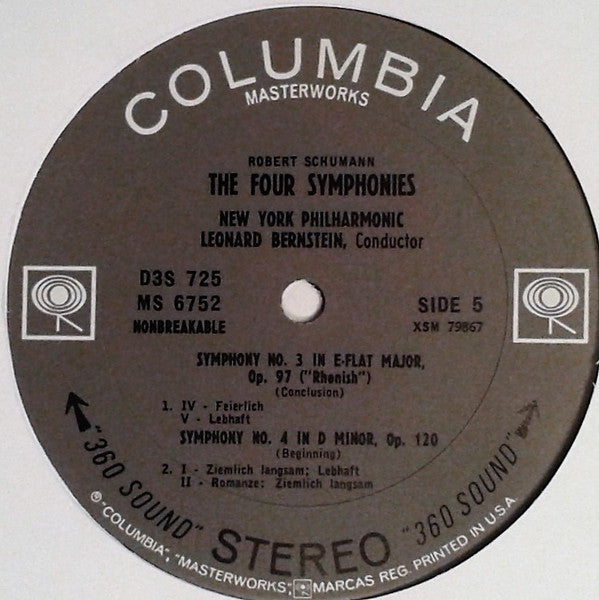 COLUMBIA
MASTERWORKS
ROBERT SCHUMANN
THE FOUR SYMPHONIES
NEW YORK PHILHARMONIC
LEONARD BERNSTEIN, Conductor
D3S 725
MS 6752
NONBREAKABLE
SIDE 5
XSM 79867
SYMPHONY NO. 3 IN E-FLAT MAJOR,
Op. 97 ("Rhenish")
(Conclusion)
1. IV - Feierlich
V - Lebhaft
SYMPHONY NO. 4 IN D MINOR, Op. 120
(Beginning)
2. I - Ziemlich langsam; Lebhaft
II - Romanze: Ziemlich langsam
"360 SOUND" STEREO "360 SOUND"
℗"COLUMBIA", "MASTERWORKS", MARCAS REG. PRINTED IN U.S.A.